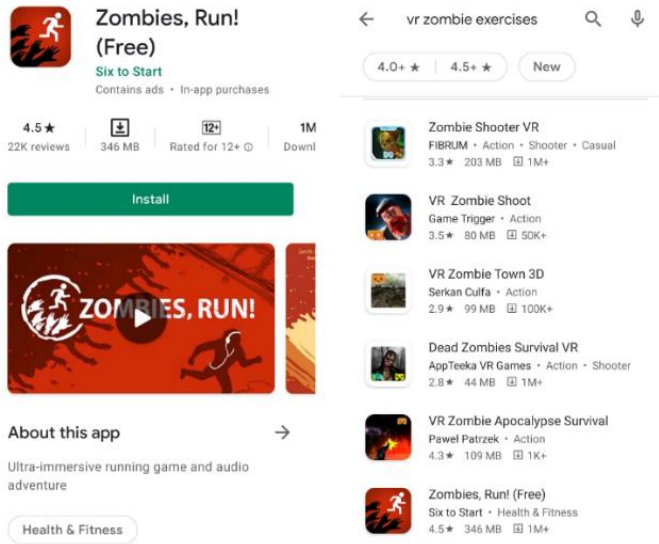 Zombies, Run!
(Free)
Six to Start
Contains ads • In-app purchases
4.5★
22K reviews
346 MB
12+
Rated for 12+
1M
Downl
Install
ZOMBIES, RUN!
About this app
Ultra-immersive running game and audio
adventure
Health & Fitness
vr zombie exercises
4.0+ ★
4.5+ ★
New
Zombie Shooter VR
FIBRUM • Action • Shooter • Casual
3.3★ 203 MB 1M+
VR Zombie Shoot
Game Trigger • Action
3.5★ 80 MB 50K+
VR Zombie Town 3D
Serkan Culfa • Action
2.9★ 99 MB 100K+
Dead Zombies Survival VR
AppTeeka VR Games • Action • Shooter
2.8★ 44 MB 1M+
VR Zombie Apocalypse Survival
Paweł Patrzek • Action
4.3★ 109 MB 1K+
Zombies, Run! (Free)
Six to Start • Health & Fitness
4.5★ 346 MB 1M+